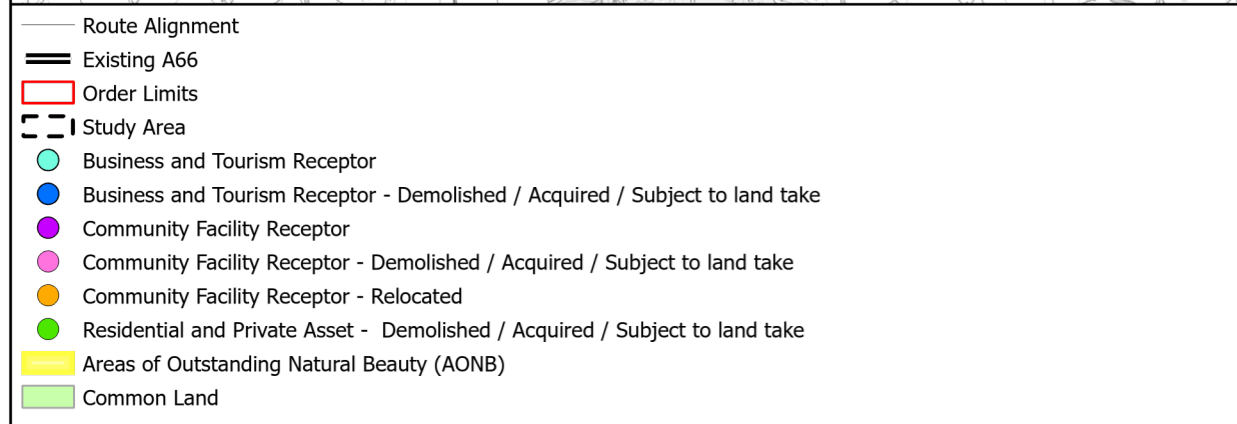 Route Alignment
Existing A66
Order Limits
Study Area
Business and Tourism Receptor
Business and Tourism Receptor - Demolished / Acquired / Subject to land take
Community Facility Receptor
Community Facility Receptor - Demolished / Acquired / Subject to land take
Community Facility Receptor - Relocated
Residential and Private Asset -  Demolished / Acquired / Subject to land take
Areas of Outstanding Natural Beauty (AONB)
Common Land